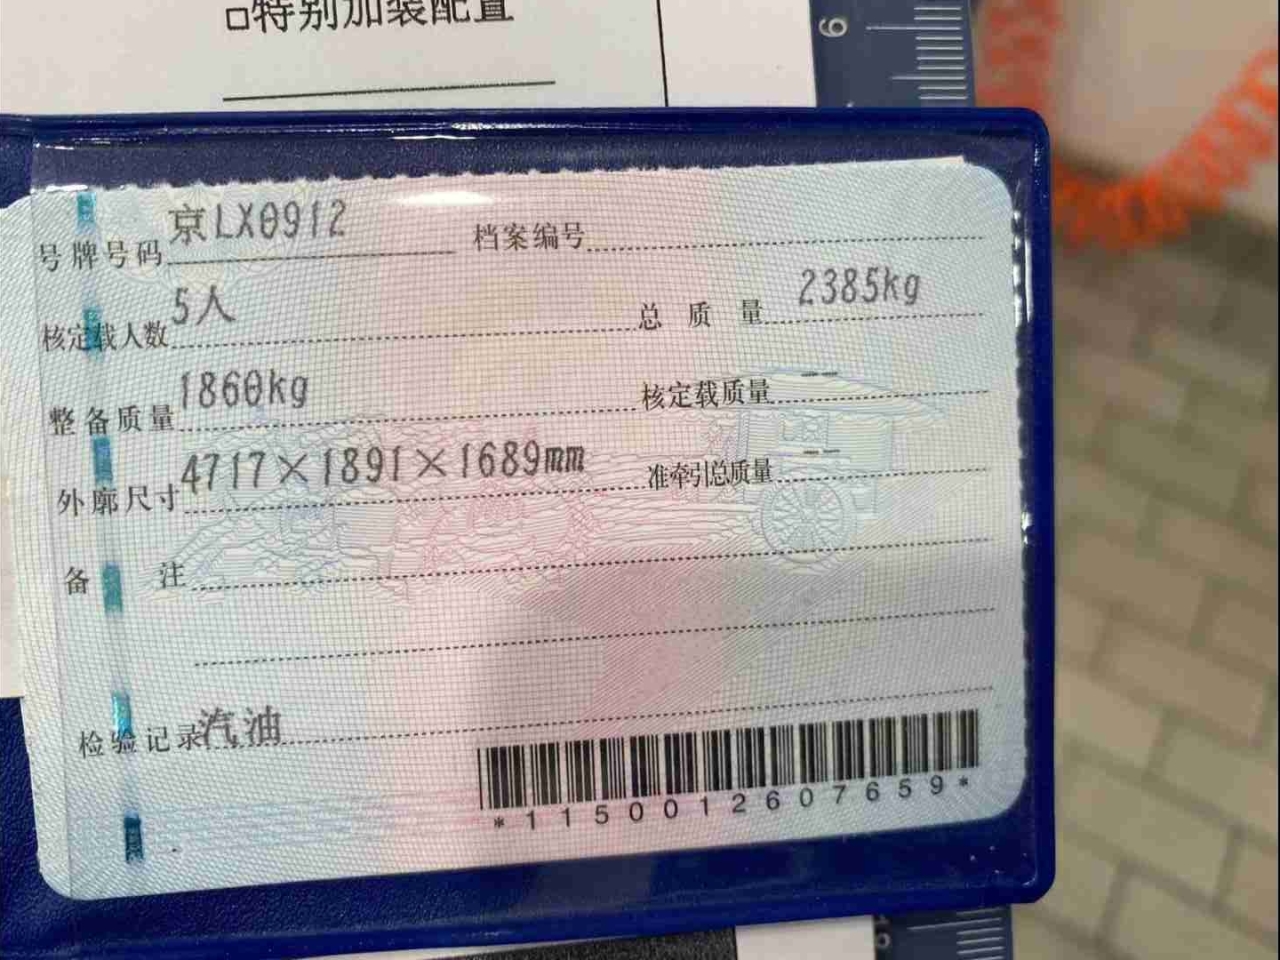 □特别加装配置
9
号牌号码 京LX0912 档案编号
核定载人数 5人 总质量 2385kg
整备质量 1860kg 核定载质量 --
外廓尺寸 4717×1891×1689mm 准牵引总质量 --
备注
检验记录 汽油
*1150012607659*